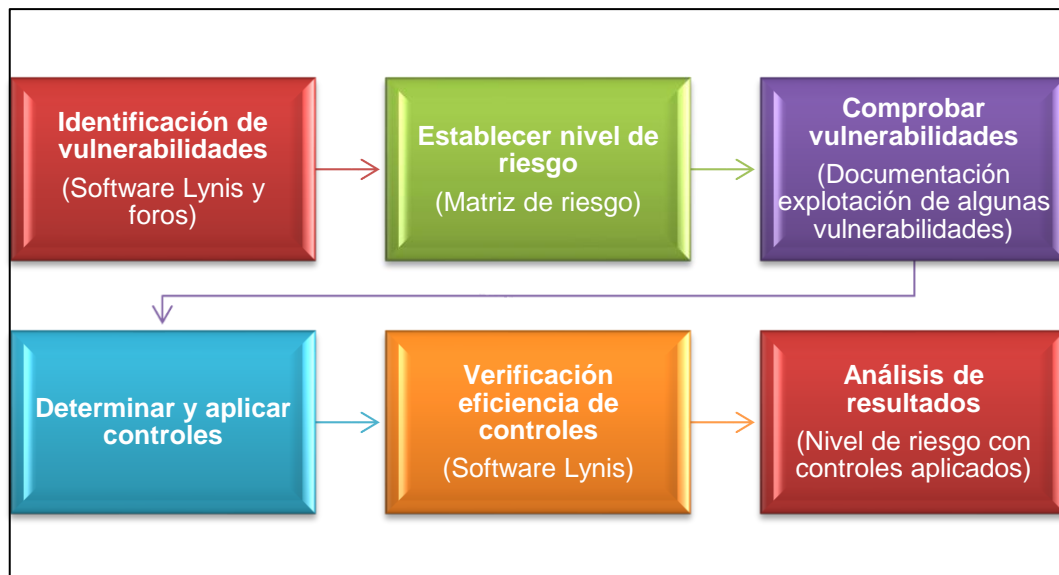 Identificación de
vulnerabilidades
(Software Lynis y
foros)
Establecer nivel de
riesgo
(Matriz de riesgo)
Comprobar
vulnerabilidades
(Documentación
explotación de algunas
vulnerabilidades)
Determinar y aplicar
controles
Verificación
eficiencia de
controles
(Software Lynis)
Análisis de
resultados
(Nivel de riesgo con
controles aplicados)